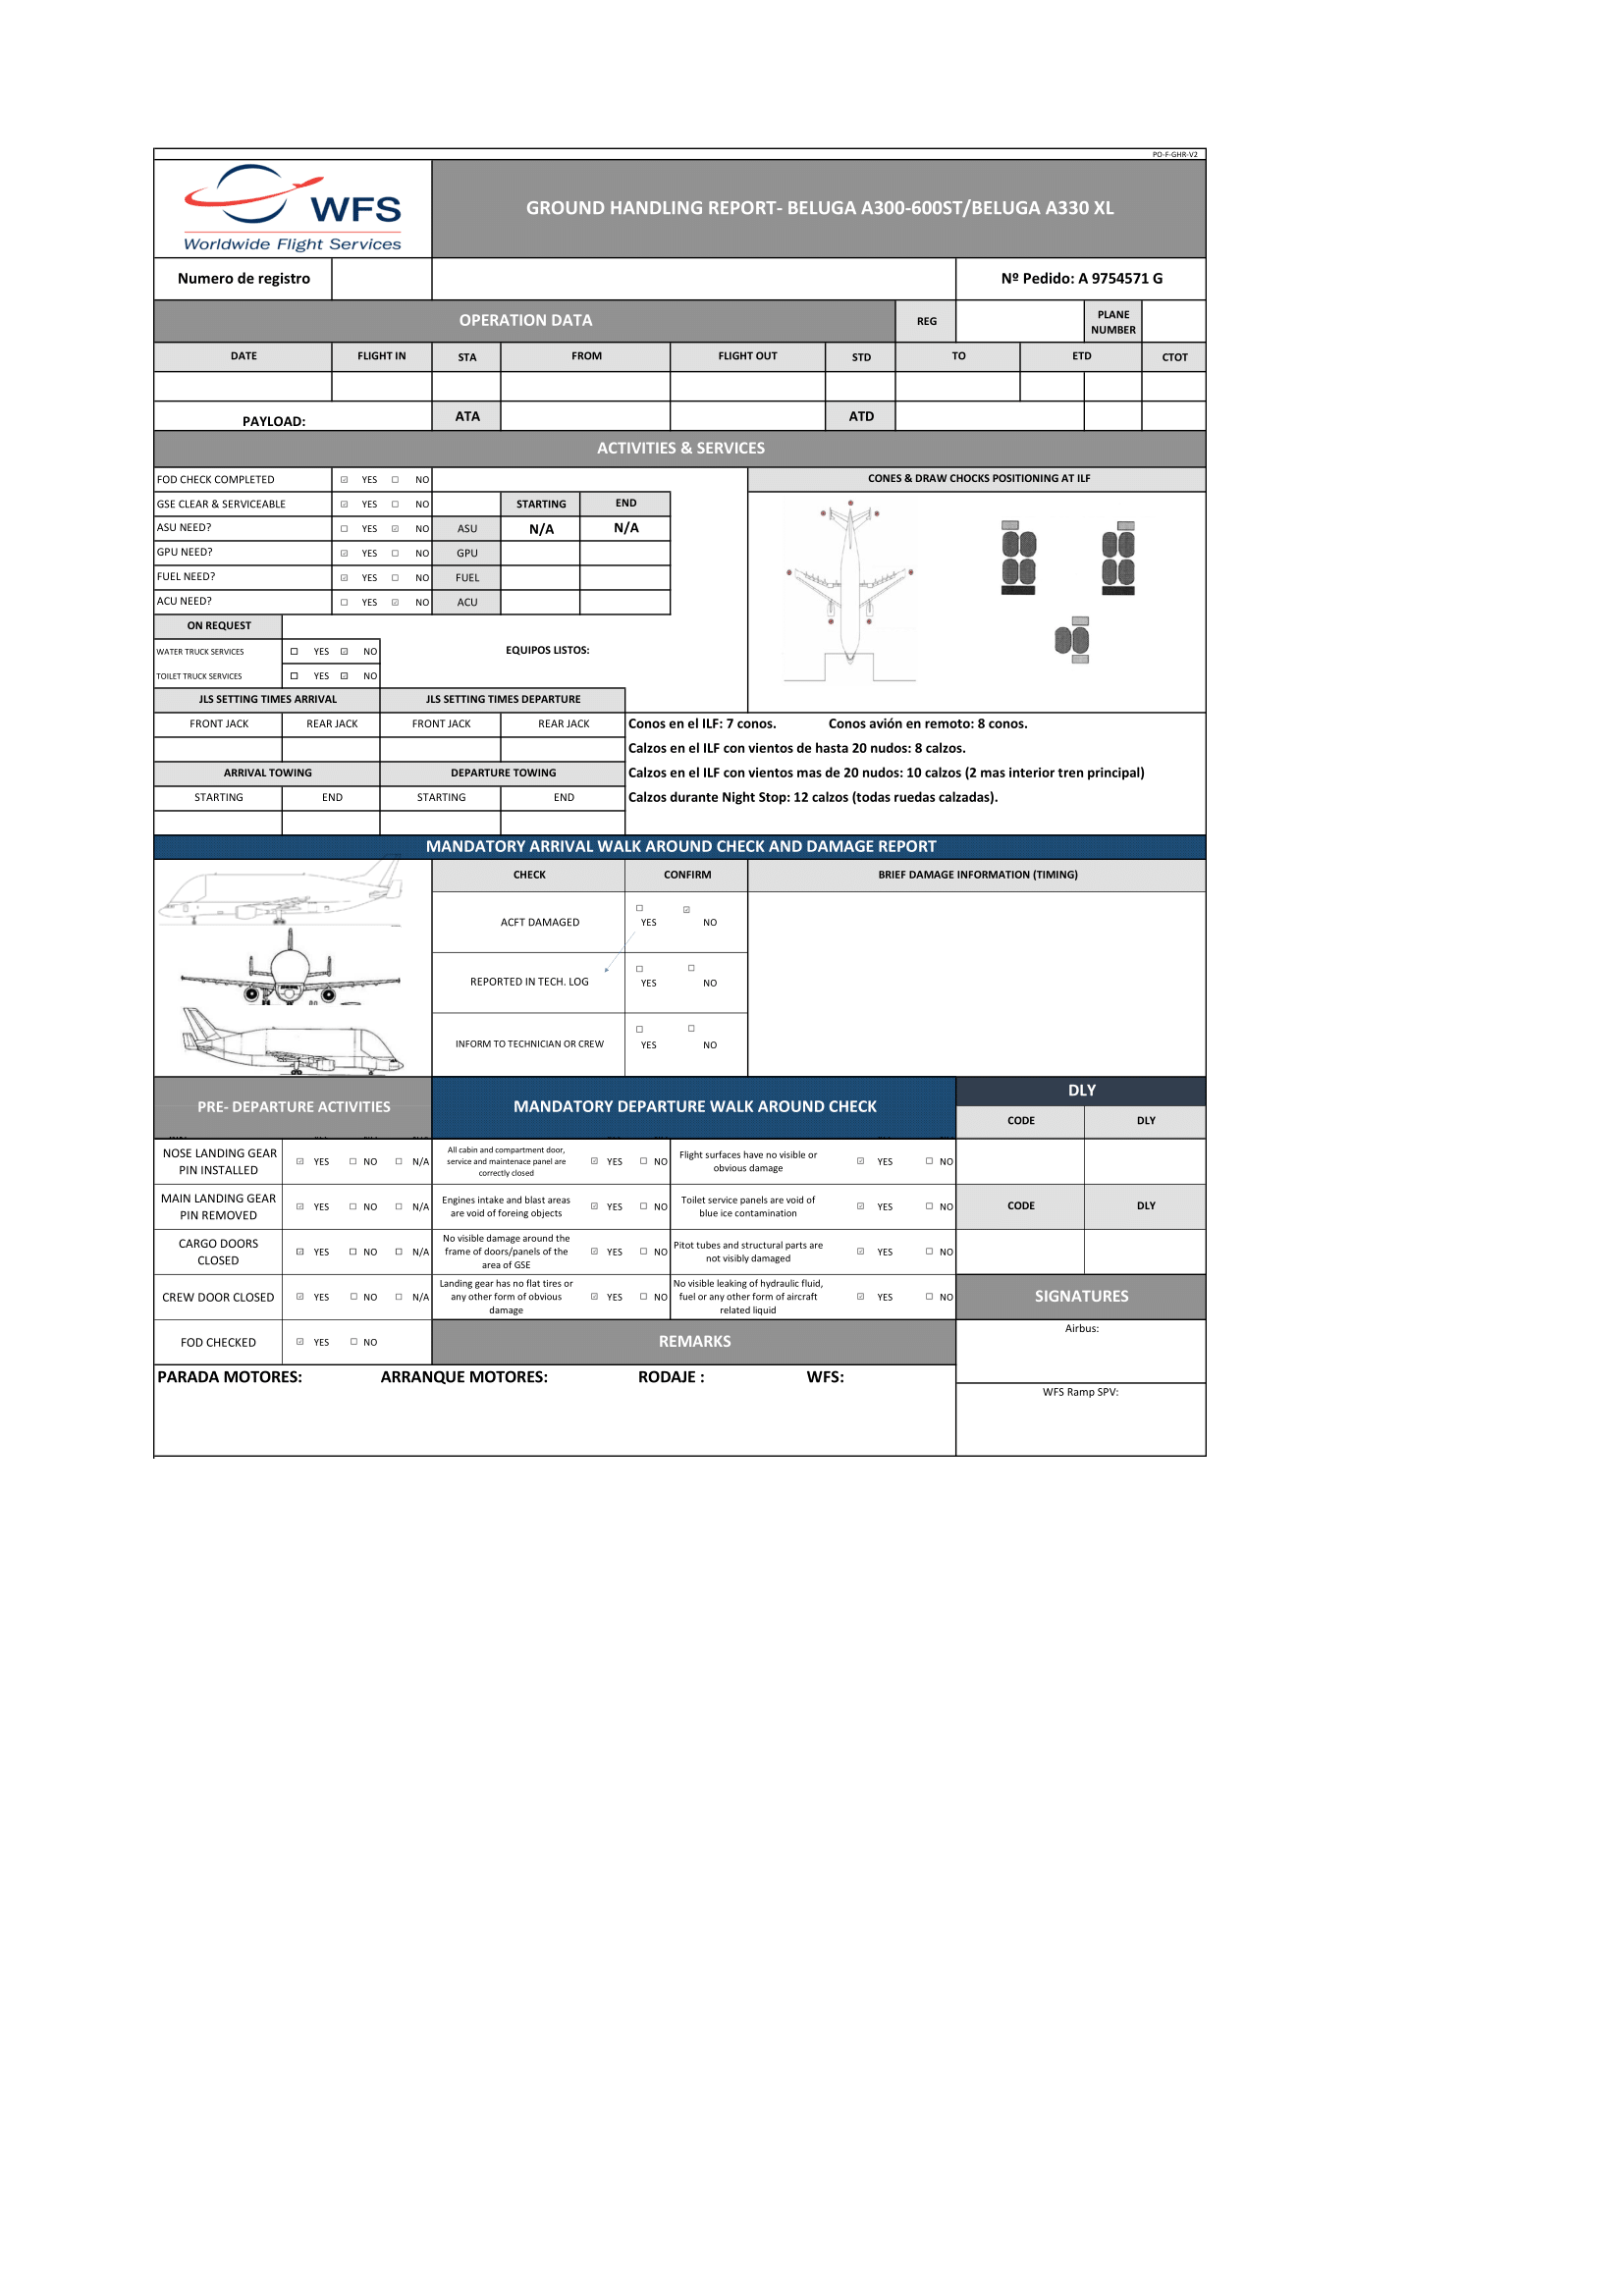 PO-F-GHR-V2
WFS
Worldwide Flight Services
GROUND HANDLING REPORT- BELUGA A300-600ST/BELUGA A330 XL
Numero de registro
Nº Pedido: A 9754571 G
OPERATION DATA
REG
PLANE
NUMBER
DATE FLIGHT IN STA FROM FLIGHT OUT STD TO ETD CTOT
PAYLOAD: ATA ATD
ACTIVITIES & SERVICES
FOD CHECK COMPLETED ☑ YES ☐ NO
CONES & DRAW CHOCKS POSITIONING AT ILF
GSE CLEAR & SERVICEABLE ☑ YES ☐ NO STARTING END
ASU NEED? ☐ YES ☑ NO ASU N/A N/A
GPU NEED? ☑ YES ☐ NO GPU
FUEL NEED? ☑ YES ☐ NO FUEL
ACU NEED? ☐ YES ☑ NO ACU
ON REQUEST
WATER TRUCK SERVICES ☐ YES ☑ NO EQUIPOS LISTOS:
TOILET TRUCK SERVICES ☐ YES ☑ NO
JLS SETTING TIMES ARRIVAL JLS SETTING TIMES DEPARTURE
FRONT JACK REAR JACK FRONT JACK REAR JACK
Conos en el ILF: 7 conos. Conos avión en remoto: 8 conos.
Calzos en el ILF con vientos de hasta 20 nudos: 8 calzos.
ARRIVAL TOWING DEPARTURE TOWING
Calzos en el ILF con vientos mas de 20 nudos: 10 calzos (2 mas interior tren principal)
STARTING END STARTING END
Calzos durante Night Stop: 12 calzos (todas ruedas calzadas).
MANDATORY ARRIVAL WALK AROUND CHECK AND DAMAGE REPORT
CHECK CONFIRM BRIEF DAMAGE INFORMATION (TIMING)
ACFT DAMAGED ☐ YES ☑ NO
REPORTED IN TECH. LOG ☐ YES ☐ NO
INFORM TO TECHNICIAN OR CREW ☐ YES ☐ NO
PRE- DEPARTURE ACTIVITIES
MANDATORY DEPARTURE WALK AROUND CHECK
DLY
CODE DLY
NOSE LANDING GEAR
PIN INSTALLED
☑ YES ☐ NO ☐ N/A
All cabin and compartment door,
service and maintenace panel are
correctly closed
☑ YES ☐ NO
Flight surfaces have no visible or
obvious damage
☑ YES ☐ NO
MAIN LANDING GEAR
PIN REMOVED
☑ YES ☐ NO ☐ N/A
Engines intake and blast areas
are void of foreing objects
☑ YES ☐ NO
Toilet service panels are void of
blue ice contamination
☑ YES ☐ NO
CODE DLY
CARGO DOORS
CLOSED
☑ YES ☐ NO ☐ N/A
No visible damage around the
frame of doors/panels of the
area of GSE
☑ YES ☐ NO
Pitot tubes and structural parts are
not visibly damaged
☑ YES ☐ NO
CREW DOOR CLOSED
☑ YES ☐ NO ☐ N/A
Landing gear has no flat tires or
any other form of obvious
damage
☑ YES ☐ NO
No visible leaking of hydraulic fluid,
fuel or any other form of aircraft
related liquid
☑ YES ☐ NO
SIGNATURES
FOD CHECKED ☑ YES ☐ NO
REMARKS
Airbus:
PARADA MOTORES: ARRANQUE MOTORES: RODAJE : WFS:
WFS Ramp SPV: